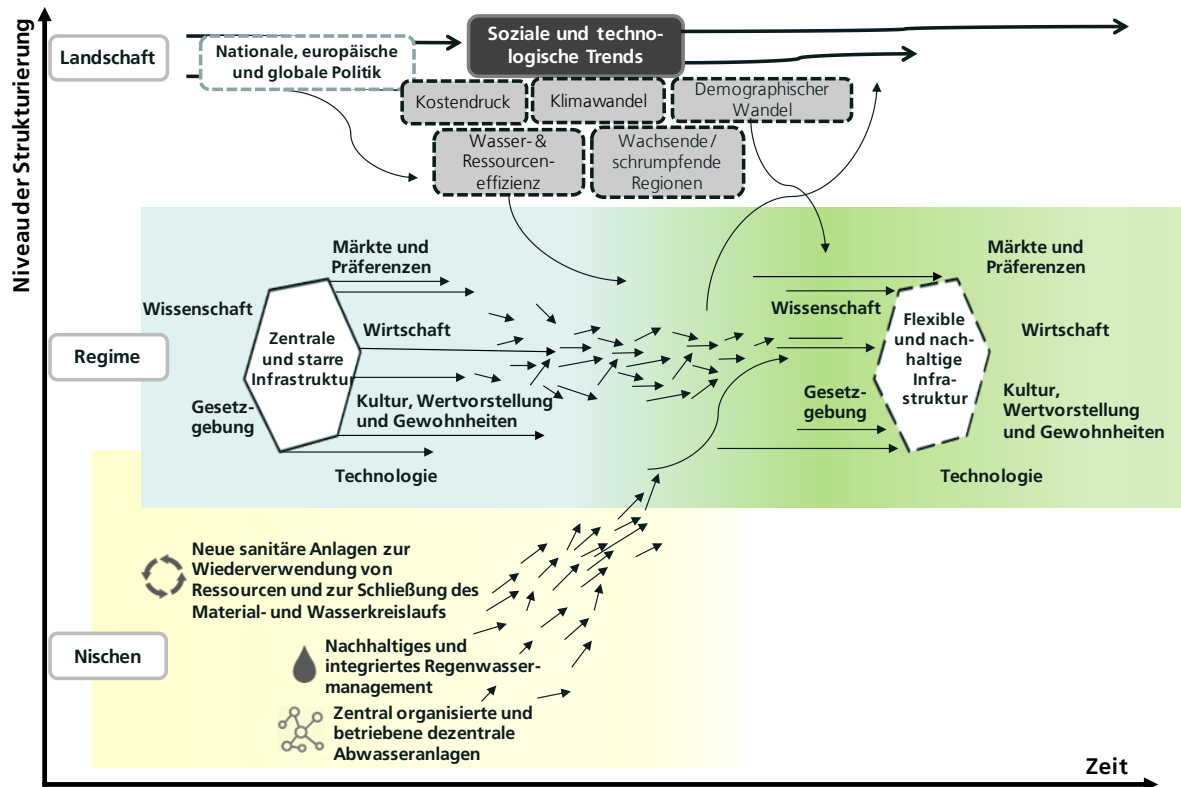 Niveau der Strukturierung
Landschaft
Nationale, europäische
und globale Politik
Soziale und techno-
logische Trends
Kostendruck
Klimawandel
Demographischer
Wandel
Wasser- &
Ressourcen-
effizienz
Wachsende/
schrumpfende
Regionen
Regime
Märkte und
Präferenzen
Wissenschaft
Zentrale
und starre
Infrastruktur
Wirtschaft
Gesetz-
gebung
Kultur, Wertvorstellung
und Gewohnheiten
Technologie
Märkte und
Präferenzen
Wissenschaft
Flexible
und nach-
haltige
Infra-
struktur
Wirtschaft
Gesetz-
gebung
Kultur,
Wertvorstellung
und Gewohnheiten
Technologie
Nischen
Neue sanitäre Anlagen zur
Wiederverwendung von
Ressourcen und zur Schließung des
Material- und Wasserkreislaufs
Nachhaltiges und
integriertes Regenwasser-
management
Zentral organisierte und
betriebene dezentrale
Abwasseranlagen
Zeit